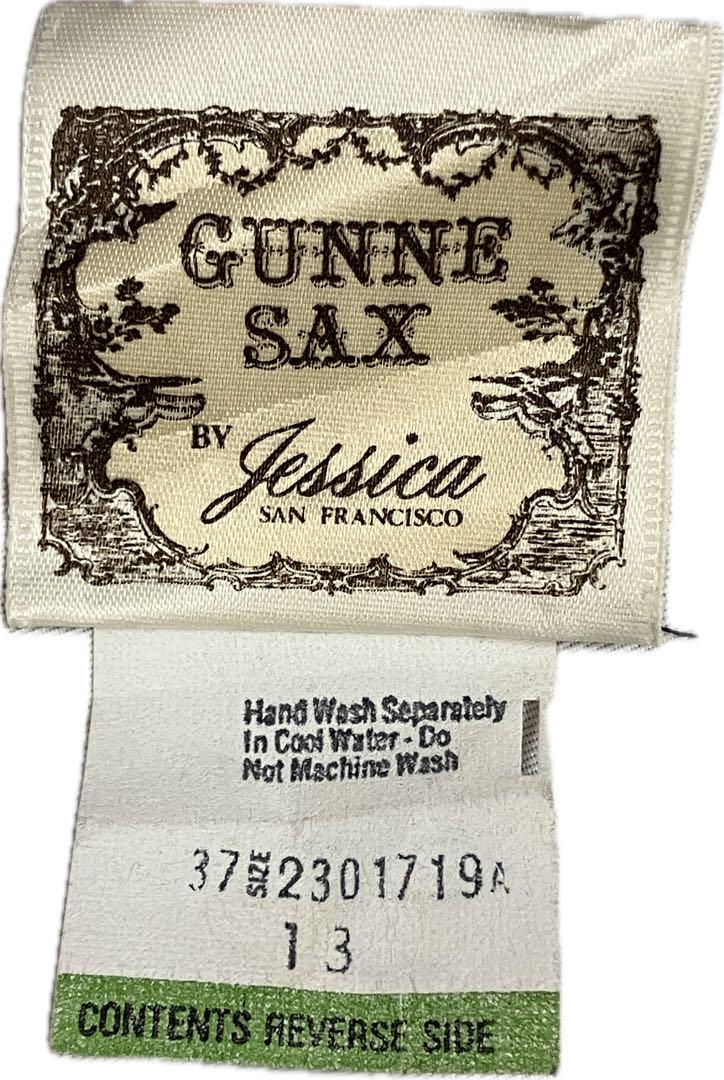 GUNNE
SAX
BY Jessica
SAN FRANCISCO
Hand Wash Separately
In Cool Water - Do
Not Machine Wash
37 SIZE 2301719A
13
CONTENTS REVERSE SIDE